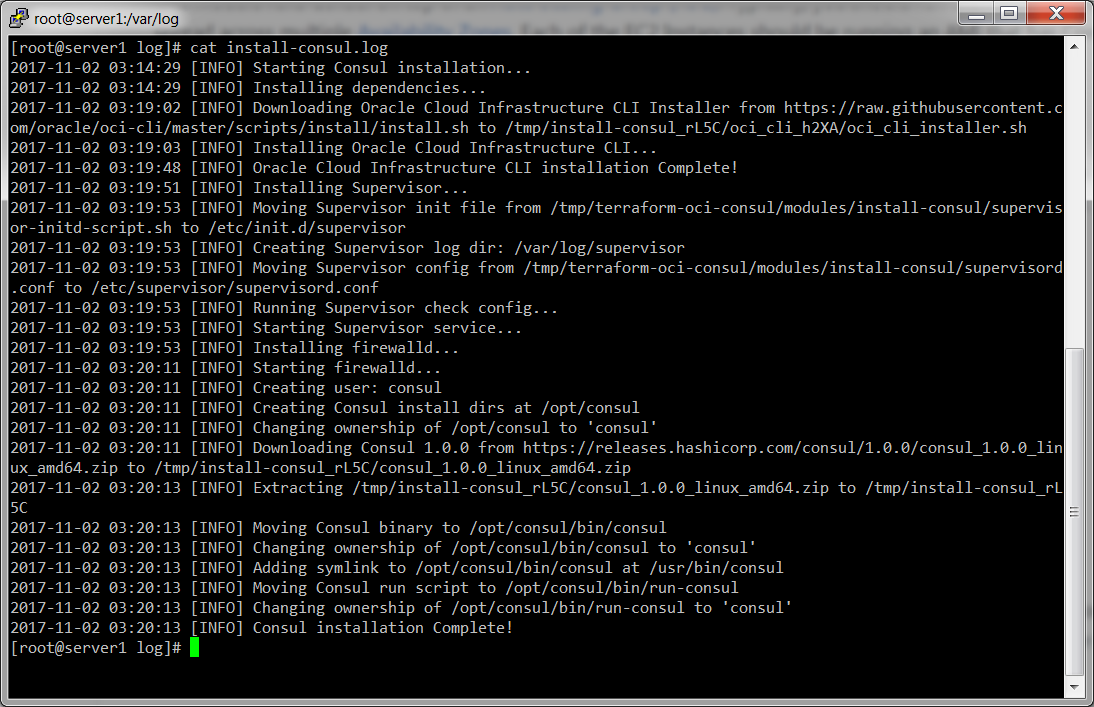 root@server1:/var/log
[root@server1 log]# cat install-consul.log
2017-11-02 03:14:29 [INFO] Starting Consul installation...
2017-11-02 03:14:29 [INFO] Installing dependencies...
2017-11-02 03:19:02 [INFO] Downloading Oracle Cloud Infrastructure CLI Installer from https://raw.githubusercontent.c
om/oracle/oci-cli/master/scripts/install/install.sh to /tmp/install-consul_rL5C/oci_cli_h2XA/oci_cli_installer.sh
2017-11-02 03:19:03 [INFO] Installing Oracle Cloud Infrastructure CLI...
2017-11-02 03:19:48 [INFO] Oracle Cloud Infrastructure CLI installation Complete!
2017-11-02 03:19:51 [INFO] Installing Supervisor...
2017-11-02 03:19:53 [INFO] Moving Supervisor init file from /tmp/terraform-oci-consul/modules/install-consul/supervis
or-initd-script.sh to /etc/init.d/supervisor
2017-11-02 03:19:53 [INFO] Creating Supervisor log dir: /var/log/supervisor
2017-11-02 03:19:53 [INFO] Moving Supervisor config from /tmp/terraform-oci-consul/modules/install-consul/supervisord
.conf to /etc/supervisor/supervisord.conf
2017-11-02 03:19:53 [INFO] Running Supervisor check config...
2017-11-02 03:19:53 [INFO] Starting Supervisor service...
2017-11-02 03:19:53 [INFO] Installing firewalld...
2017-11-02 03:20:11 [INFO] Starting firewalld...
2017-11-02 03:20:11 [INFO] Creating user: consul
2017-11-02 03:20:11 [INFO] Creating Consul install dirs at /opt/consul
2017-11-02 03:20:11 [INFO] Changing ownership of /opt/consul to 'consul'
2017-11-02 03:20:11 [INFO] Downloading Consul 1.0.0 from https://releases.hashicorp.com/consul/1.0.0/consul_1.0.0_lin
ux_amd64.zip to /tmp/install-consul_rL5C/consul_1.0.0_linux_amd64.zip
2017-11-02 03:20:13 [INFO] Extracting /tmp/install-consul_rL5C/consul_1.0.0_linux_amd64.zip to /tmp/install-consul_rL
5C
2017-11-02 03:20:13 [INFO] Moving Consul binary to /opt/consul/bin/consul
2017-11-02 03:20:13 [INFO] Changing ownership of /opt/consul/bin/consul to 'consul'
2017-11-02 03:20:13 [INFO] Adding symlink to /opt/consul/bin/consul at /usr/bin/consul
2017-11-02 03:20:13 [INFO] Moving Consul run script to /opt/consul/bin/run-consul
2017-11-02 03:20:13 [INFO] Changing ownership of /opt/consul/bin/run-consul to 'consul'
2017-11-02 03:20:13 [INFO] Consul installation Complete!
[root@server1 log]#